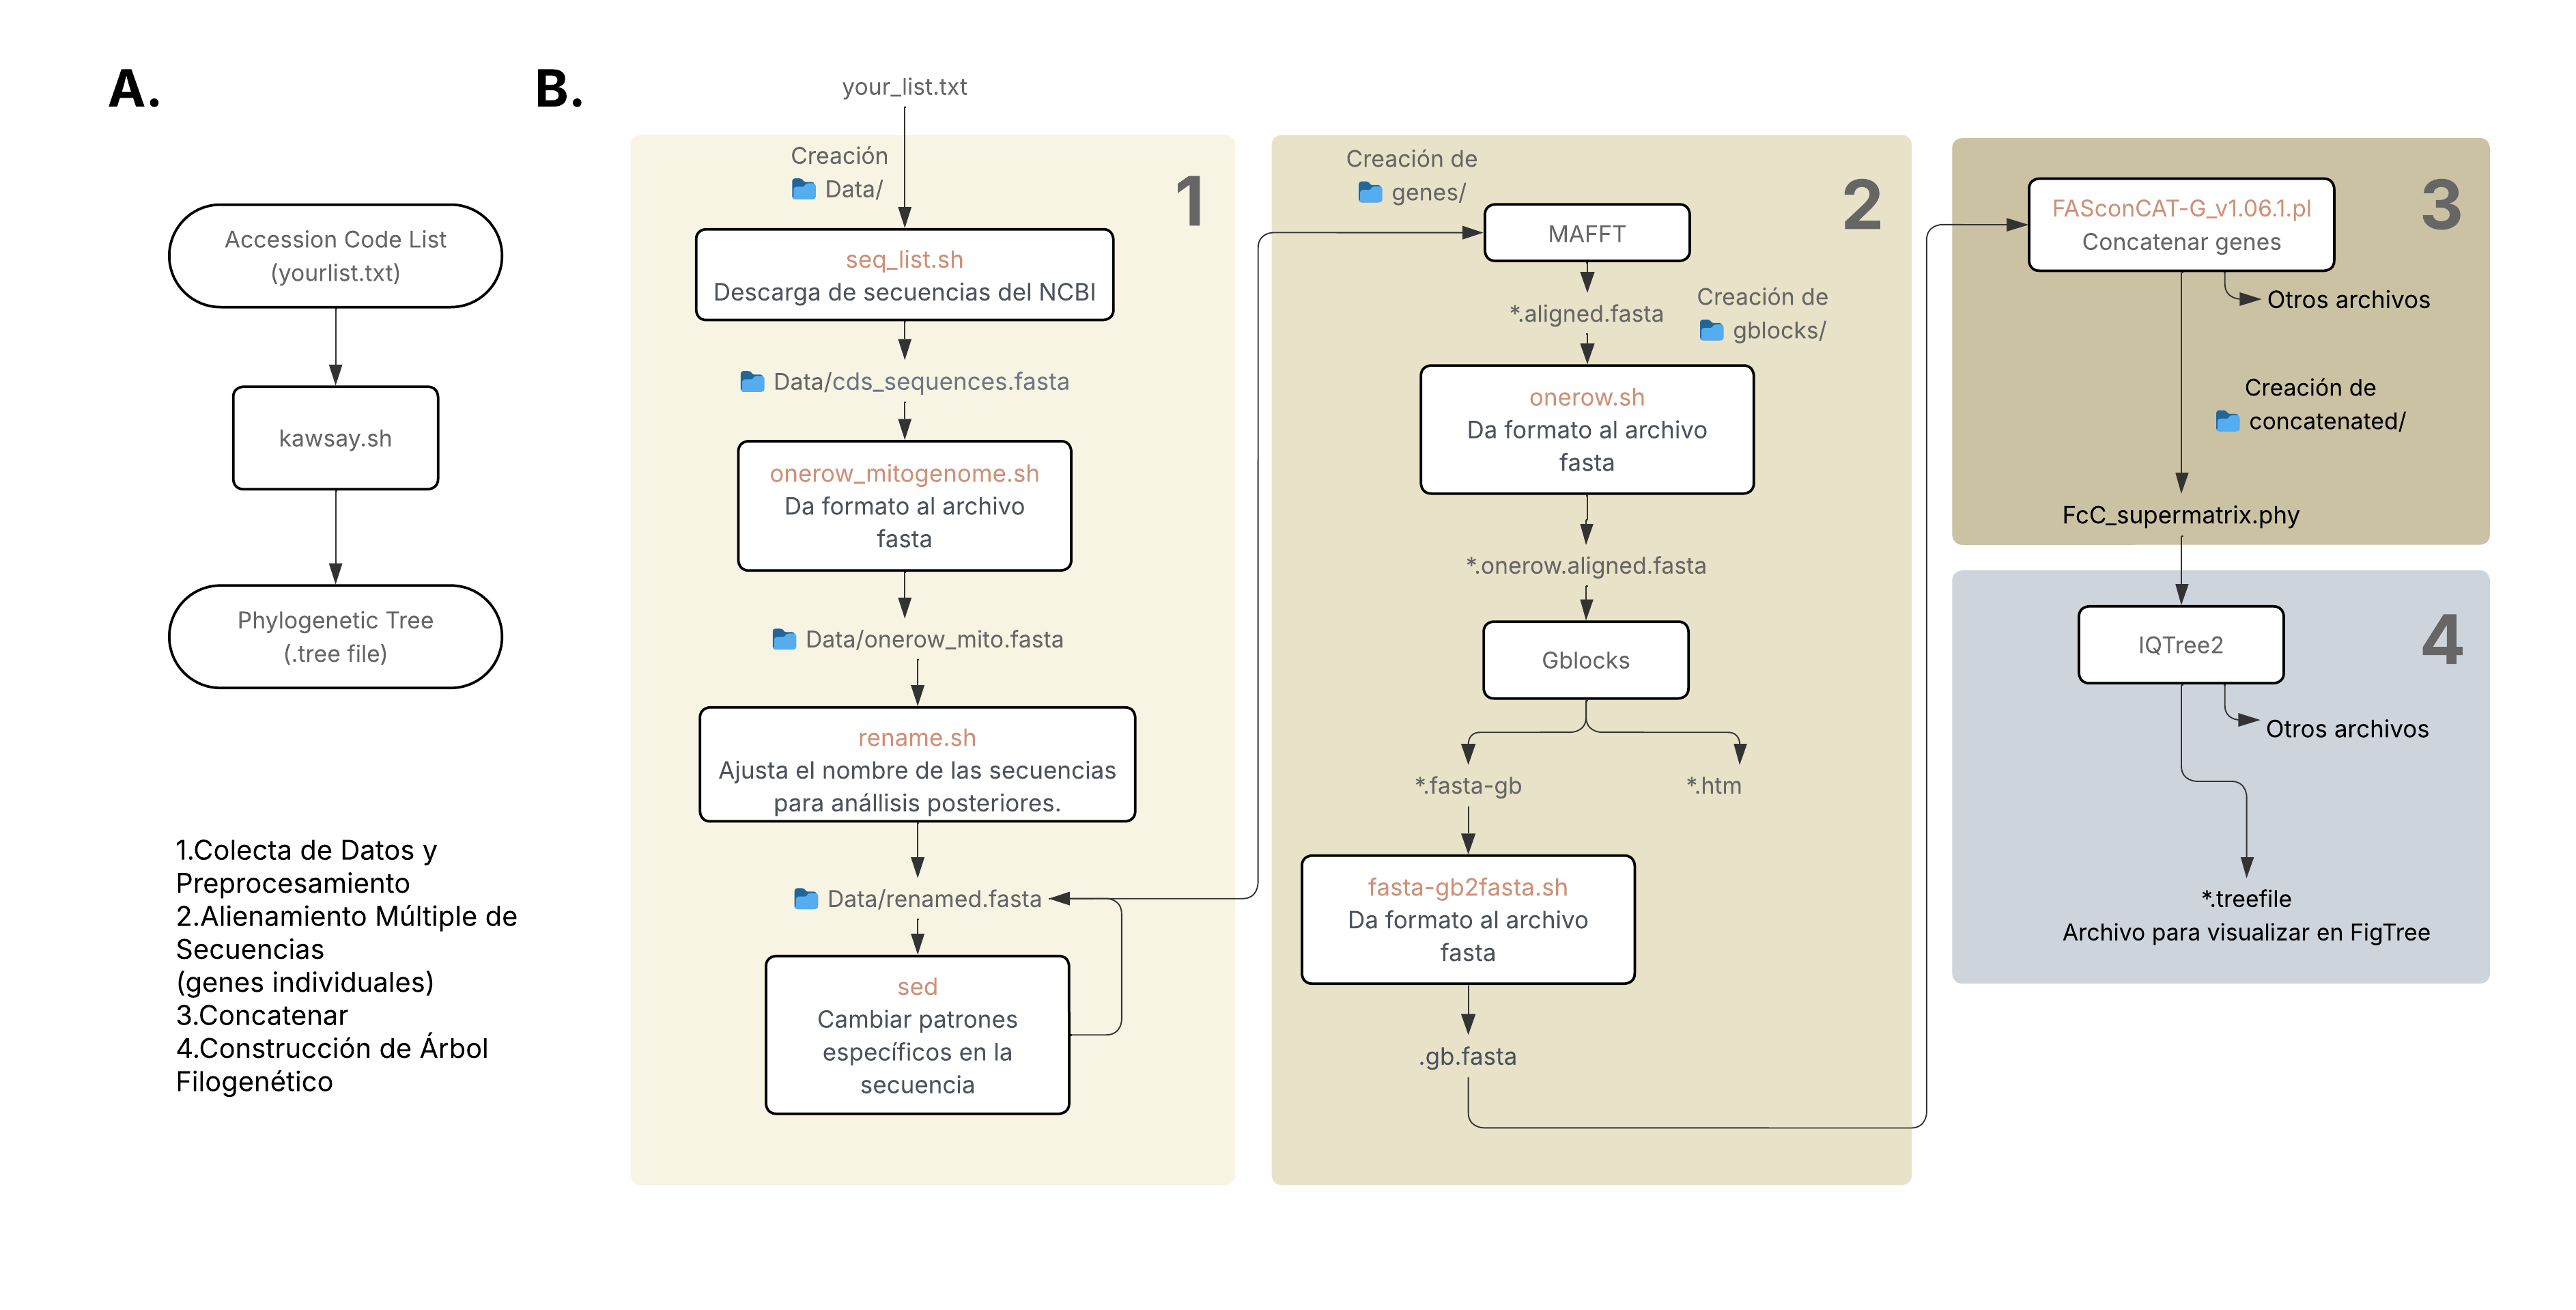 A.
Accession Code List
(yourlist.txt)
kawsay.sh
Phylogenetic Tree
(.tree file)
1.Colecta de Datos y
Preprocesamiento
2.Alienamiento Múltiple de
Secuencias
(genes individuales)
3.Concatenar
4.Construcción de Árbol
Filogenético
B.
your_list.txt
1
Creación
Data/
seq_list.sh
Descarga de secuencias del NCBI
Data/cds_sequences.fasta
onerow_mitogenome.sh
Da formato al archivo
fasta
Data/onerow_mito.fasta
rename.sh
Ajusta el nombre de las secuencias
para anállisis posteriores.
Data/renamed.fasta
sed
Cambiar patrones
específicos en la
secuencia
2
Creación de
genes/
MAFFT
*.aligned.fasta
Creación de
gblocks/
onerow.sh
Da formato al archivo
fasta
*.onerow.aligned.fasta
Gblocks
*.fasta-gb
*.htm
fasta-gb2fasta.sh
Da formato al archivo
fasta
.gb.fasta
3
FASconCAT-G_v1.06.1.pl
Concatenar genes
Otros archivos
Creación de
concatenated/
FcC_supermatrix.phy
4
IQTree2
Otros archivos
*.treefile
Archivo para visualizar en FigTree